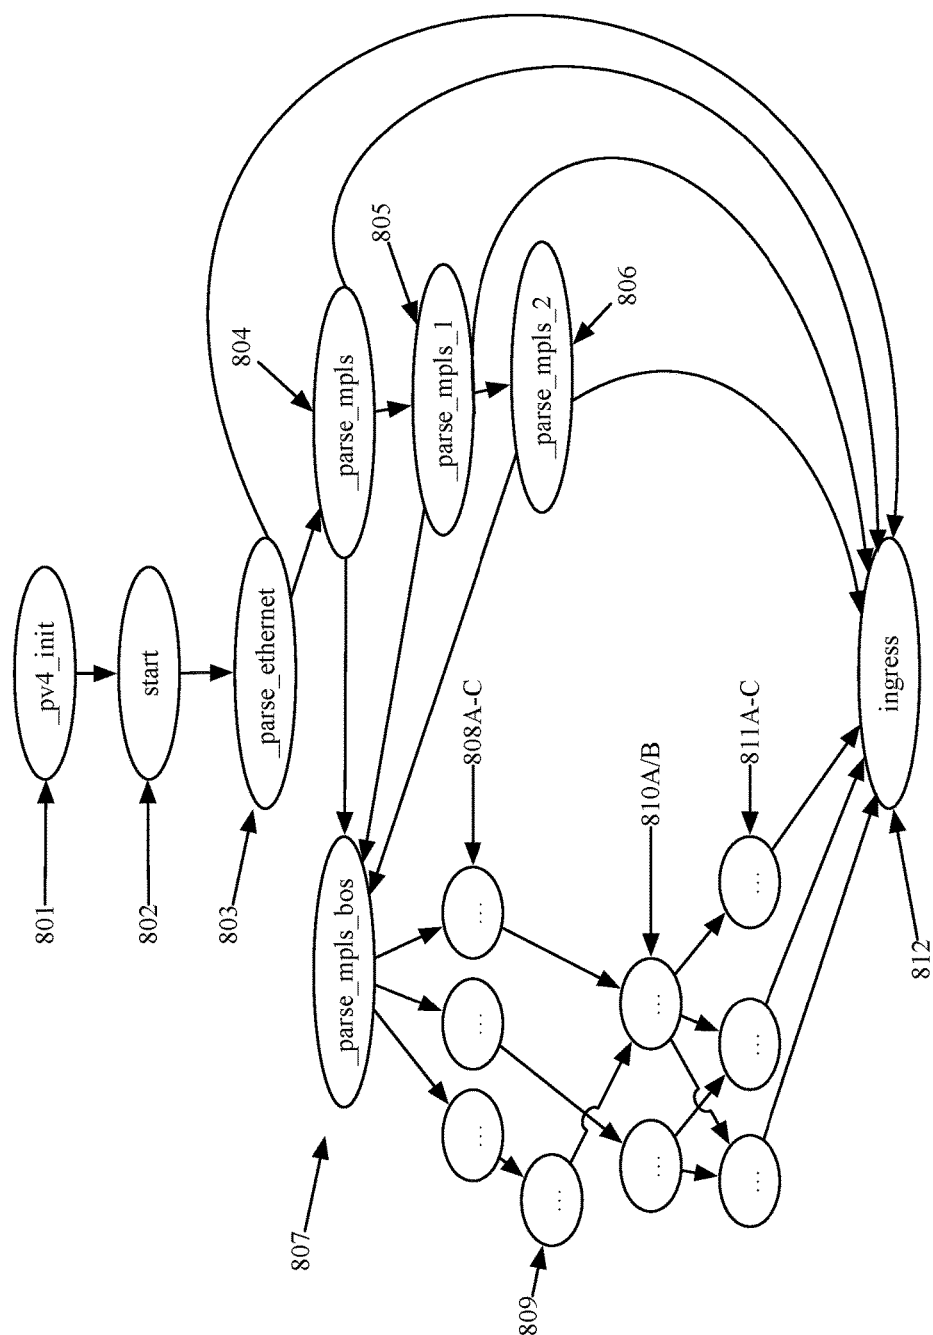 801
_pv4_init
802
start
803
_parse_ethernet
804
_parse_mpls
805
_parse_mpls_1
_parse_mpls_2
806
807
_parse_mpls_bos
...
...
...
808A-C
809
...
...
...
810A/B
...
...
...
811A-C
ingress
812